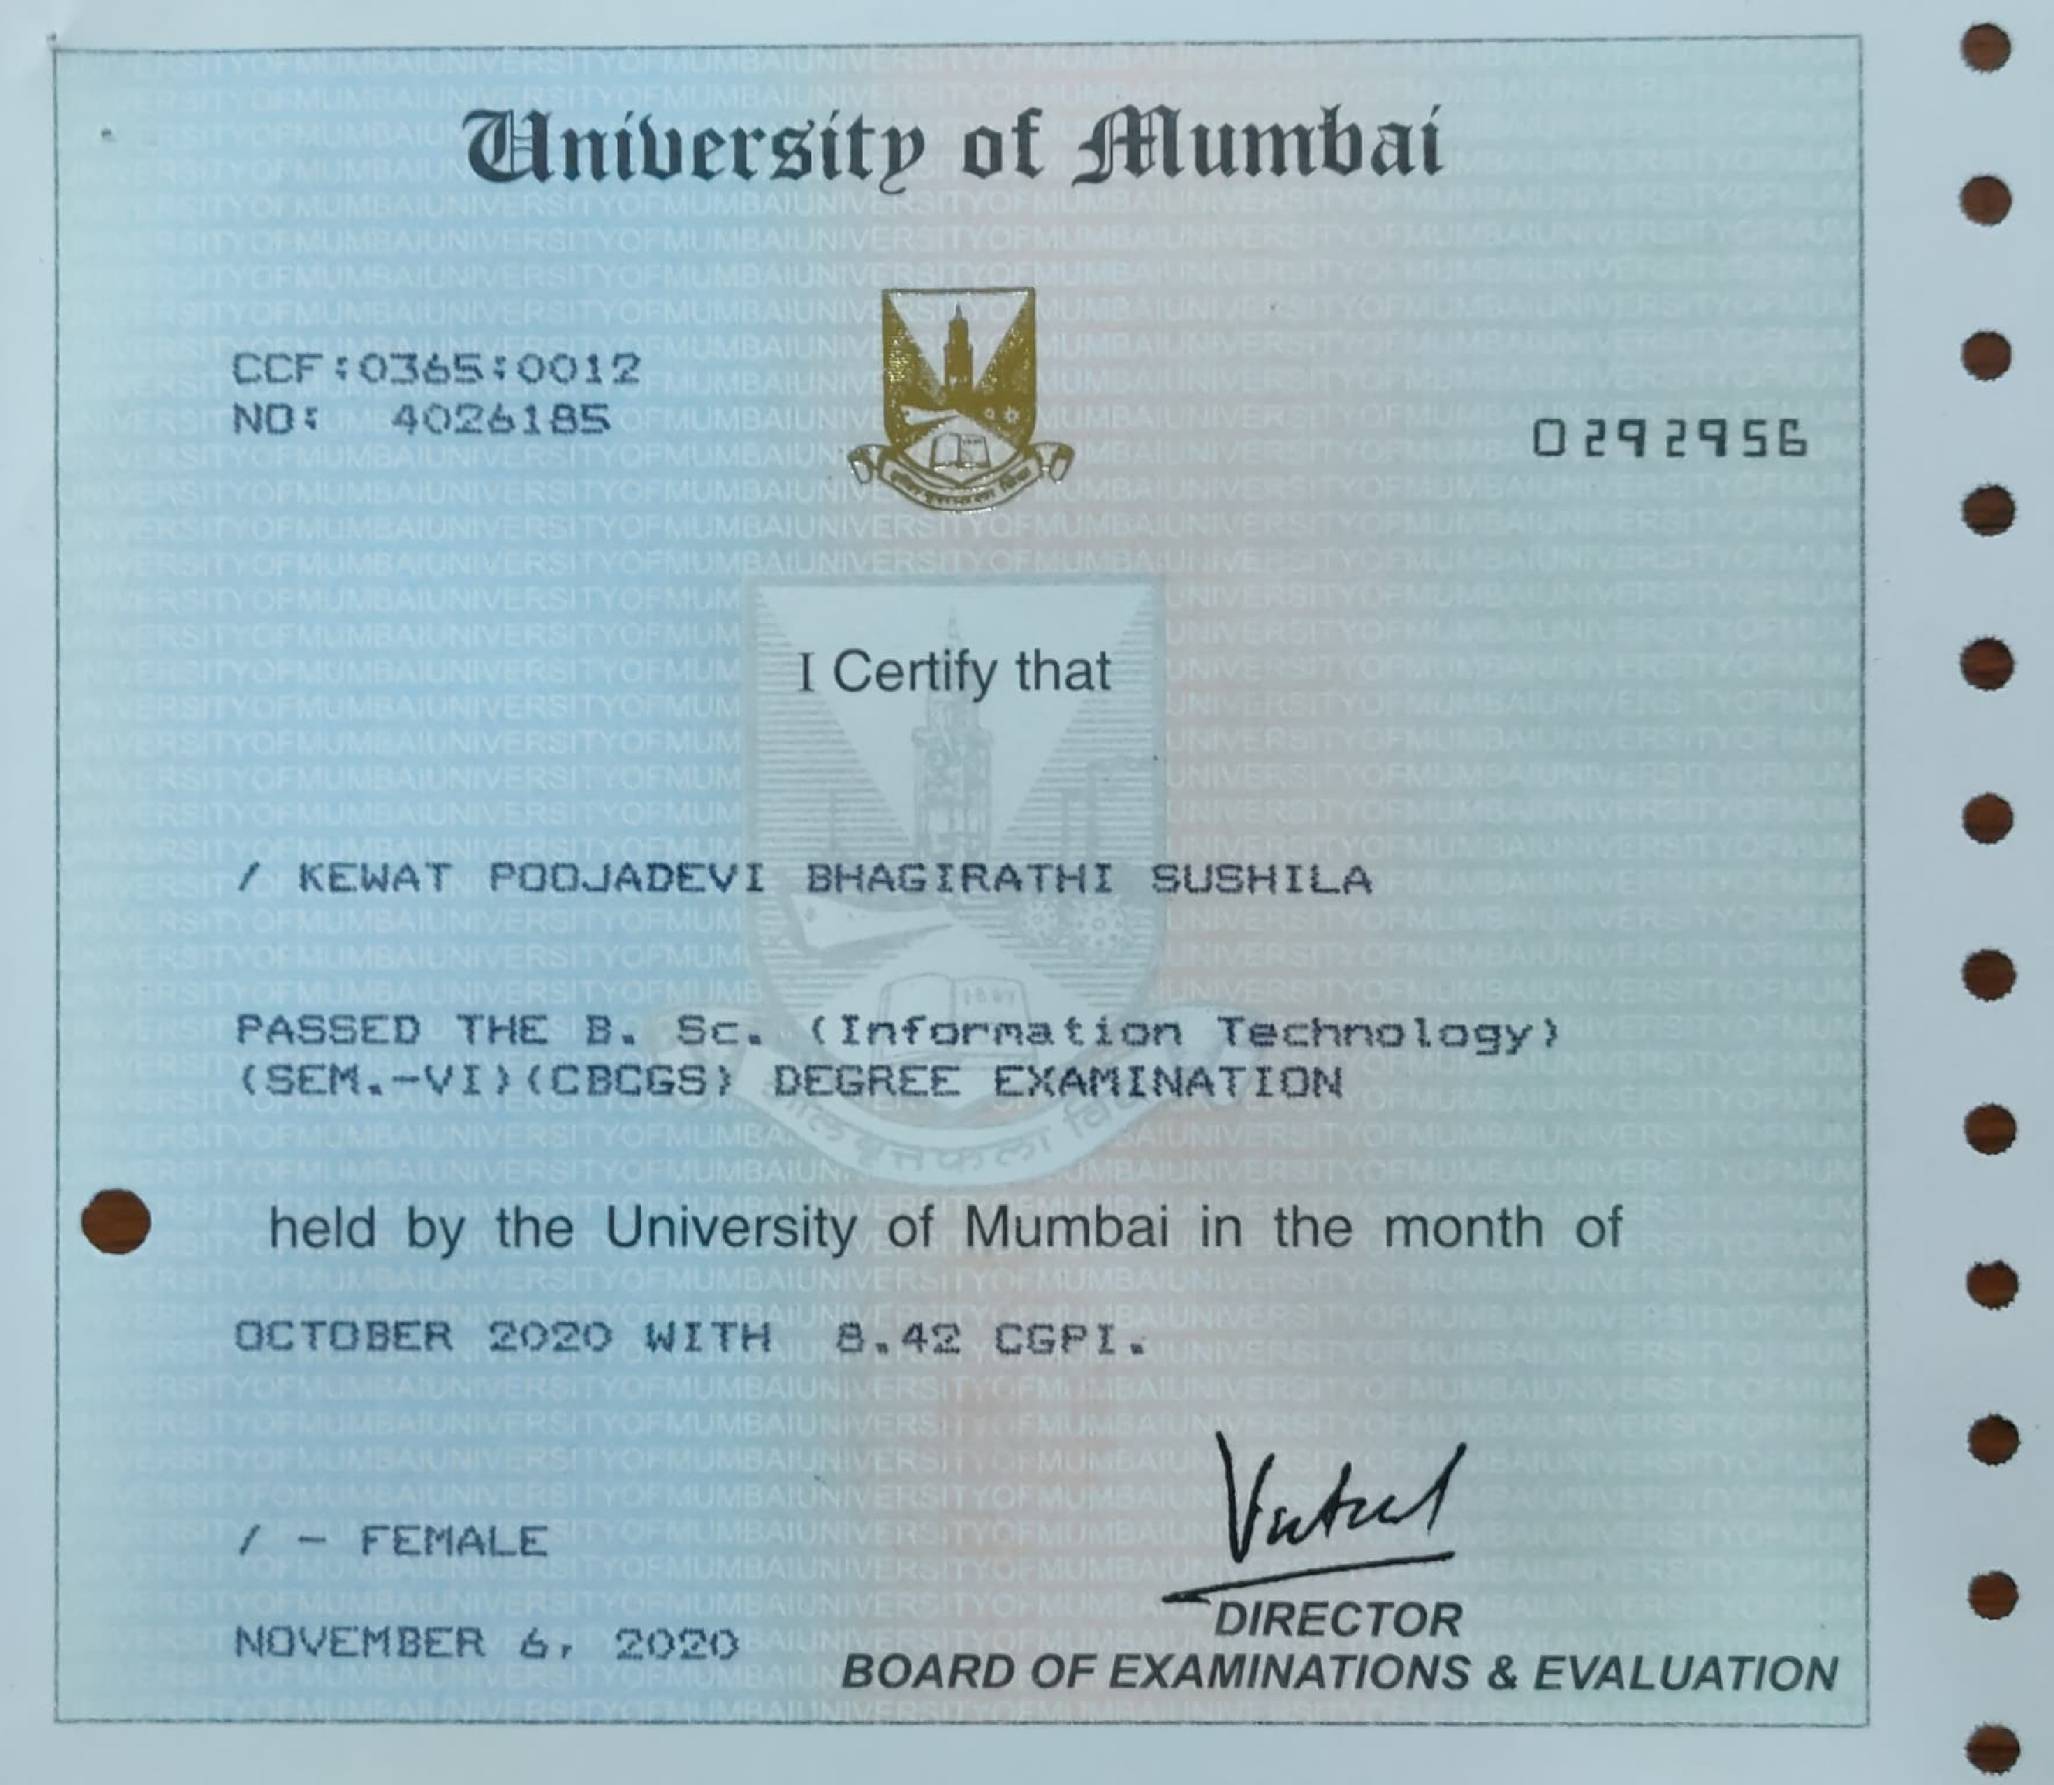 University of Mumbai
CCF:0365:0012
NO: 4026185
0292956
I Certify that
/ KEWAT POOJADEVI BHAGIRATHI SUSHILA
PASSED THE B. Sc. (Information Technology)
(SEM.-VI)(CBCGS) DEGREE EXAMINATION
held by the University of Mumbai in the month of
OCTOBER 2020 WITH 8.42 CGPI.
/ - FEMALE
NOVEMBER 6, 2020
DIRECTOR
BOARD OF EXAMINATIONS & EVALUATION